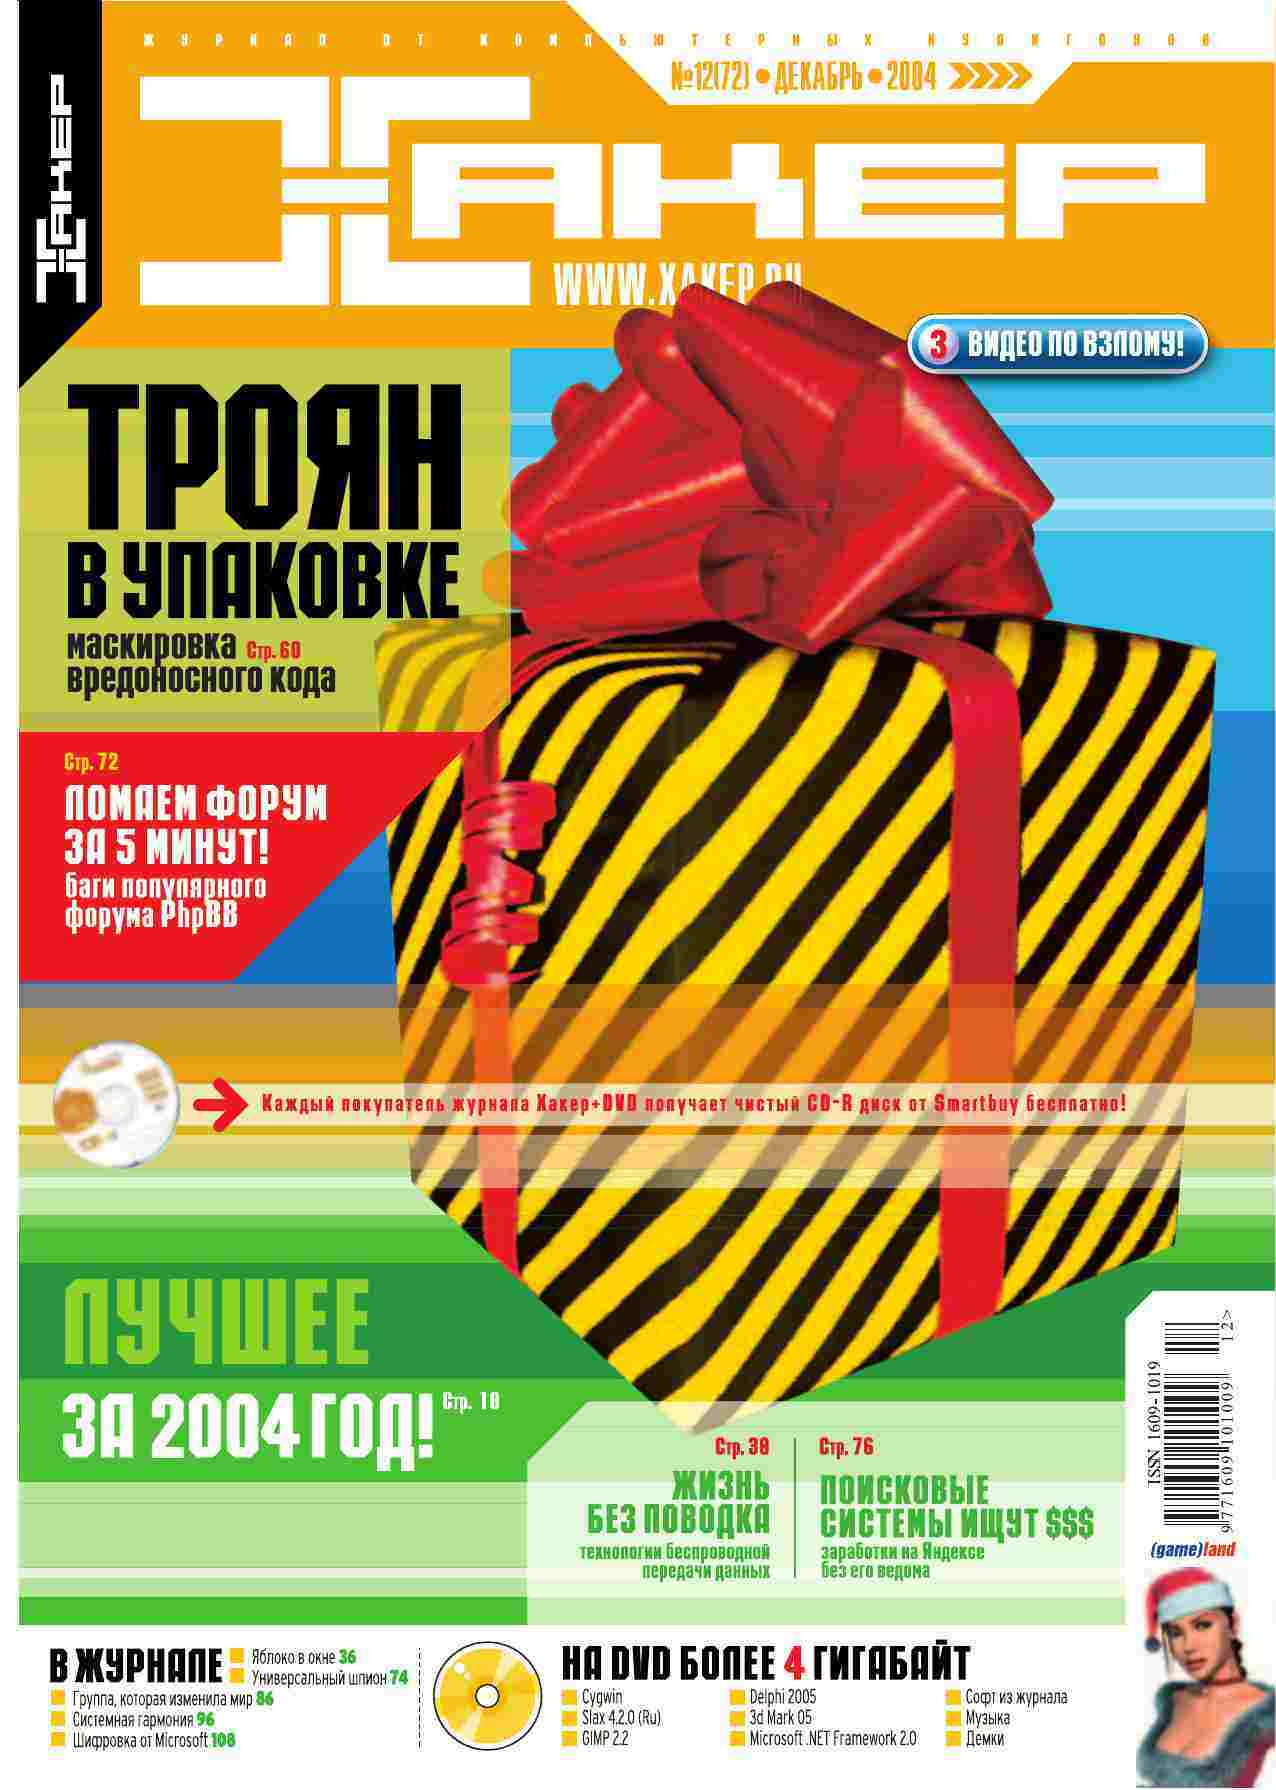 ЖУРНАЛ ОТ КОМПЬЮТЕРНЫХ ХУЛИГАНОВ
№12(72) • ДЕКАБРЬ • 2004
ХАКЕР
ХАКЕР
WWW.XAKEP.RU
3 ВИДЕО ПО ВЗЛОМУ!
ТРОЯН
В УПАКОВКЕ
маскировка Стр. 60
вредоносного кода
Стр. 72
ЛОМАЕМ ФОРУМ
ЗА 5 МИНУТ!
баги популярного
форума PhpBB
Каждый покупатель журнала Хакер+DVD получает чистый CD-R диск от Smartbuy бесплатно!
ЛУЧШЕЕ
ЗА 2004 ГОД! Стр. 18
Стр. 38
ЖИЗНЬ
БЕЗ ПОВОДКА
технологии беспроводной
передачи данных
Стр. 76
ПОИСКОВЫЕ
СИСТЕМЫ ИЩУТ $$$
заработки на Яндексе
без его ведома
ISSN 1609-1019
9 771609 101009
12>
(game)land
В ЖУРНАЛЕ
Яблоко в окне 36
Универсальный шпион 74
Группа, которая изменила мир 86
Системная гармония 96
Шифровка от Microsoft 108
НА DVD БОЛЕЕ 4 ГИГАБАЙТ
Cygwin
Slax 4.2.0 (Ru)
GIMP 2.2
Delphi 2005
3d Mark 05
Microsoft .NET Framework 2.0
Софт из журнала
Музыка
Демки